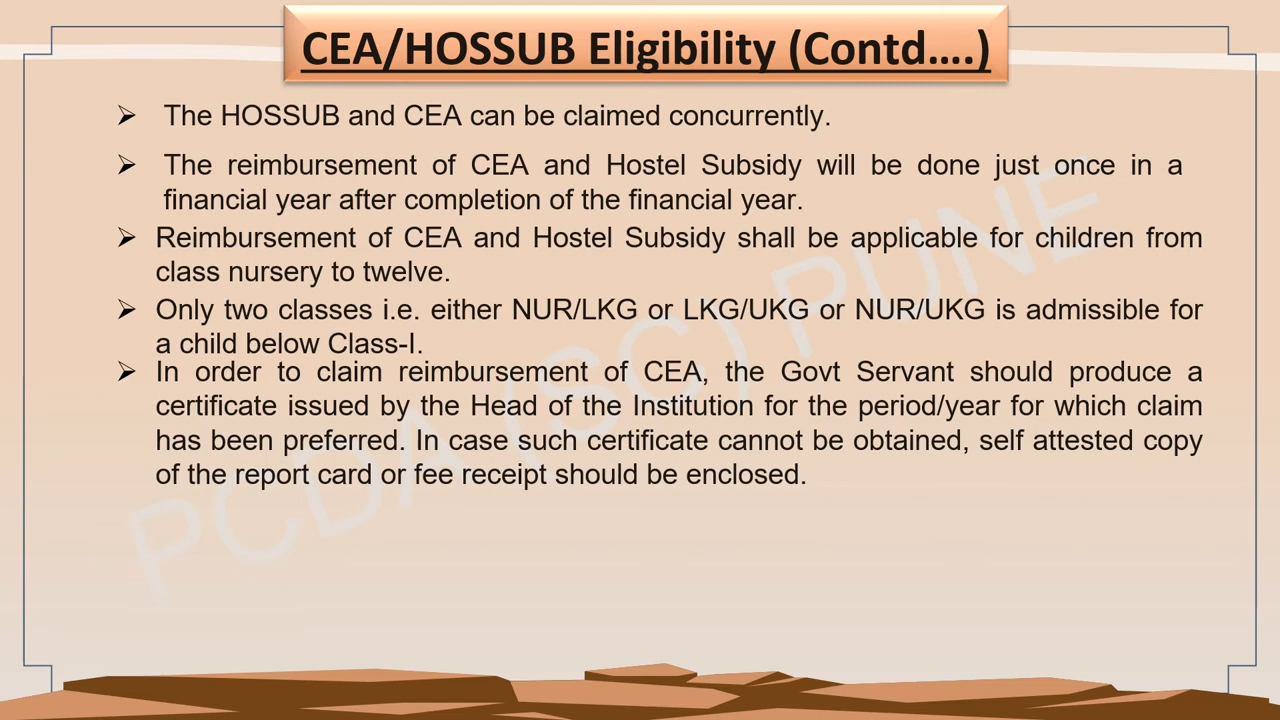 CEA/HOSSUB Eligibility (Contd....)
➢ The HOSSUB and CEA can be claimed concurrently.
➢ The reimbursement of CEA and Hostel Subsidy will be done just once in a
financial year after completion of the financial year.
➢ Reimbursement of CEA and Hostel Subsidy shall be applicable for children from
class nursery to twelve.
➢ Only two classes i.e. either NUR/LKG or LKG/UKG or NUR/UKG is admissible for
a child below Class-I.
➢ In order to claim reimbursement of CEA, the Govt Servant should produce a
certificate issued by the Head of the Institution for the period/year for which claim
has been preferred. In case such certificate cannot be obtained, self attested copy
of the report card or fee receipt should be enclosed.
PCDA (SC) PUNE